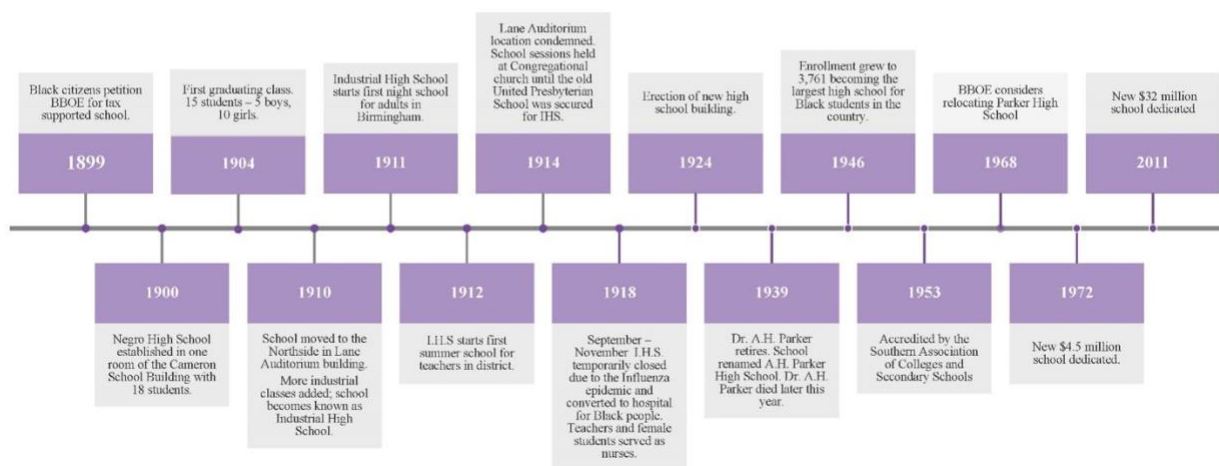 Black citizens petition
BBOE for tax
supported school.
1899
Negro High School
established in one
room of the Cameron
School Building with
18 students.
1900
First graduating class.
15 students – 5 boys,
10 girls.
1904
1910
School moved to the
Northside in Lane
Auditorium building.
More industrial
classes added; school
becomes known as
Industrial High
School.
Industrial High School
starts first night school
for adults in
Birmingham.
1911
1912
I.H.S starts first
summer school for
teachers in district.
Lane Auditorium
location condemned.
School sessions held
at Congregational
church until the old
United Presbyterian
School was secured
for IHS.
1914
1918
September –
November I.H.S.
temporarily closed
due to the Influenza
epidemic and
converted to hospital
for Black people.
Teachers and female
students served as
nurses.
Erection of new high
school building.
1924
1939
Dr. A.H. Parker
retires. School
renamed A.H. Parker
High School. Dr. A.H.
Parker died later this
year.
Enrollment grew to
3,761 becoming the
largest high school for
Black students in the
country.
1946
1953
Accredited by the
Southern Association
of Colleges and
Secondary Schools
BBOE considers
relocating Parker High
School
1968
1972
New $4.5 million
school dedicated.
New $32 million
school dedicated
2011